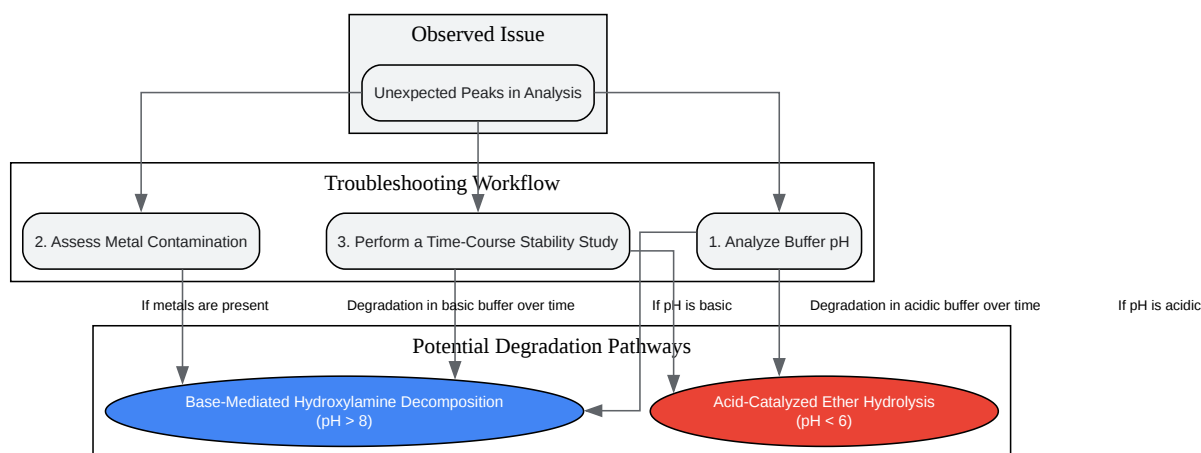 Observed Issue
Unexpected Peaks in Analysis
Troubleshooting Workflow
2. Assess Metal Contamination
3. Perform a Time-Course Stability Study
1. Analyze Buffer pH
If metals are present
Degradation in basic buffer over time
If pH is basic
Degradation in acidic buffer over time
If pH is acidic
Potential Degradation Pathways
Base-Mediated Hydroxylamine Decomposition
(pH > 8)
Acid-Catalyzed Ether Hydrolysis
(pH < 6)